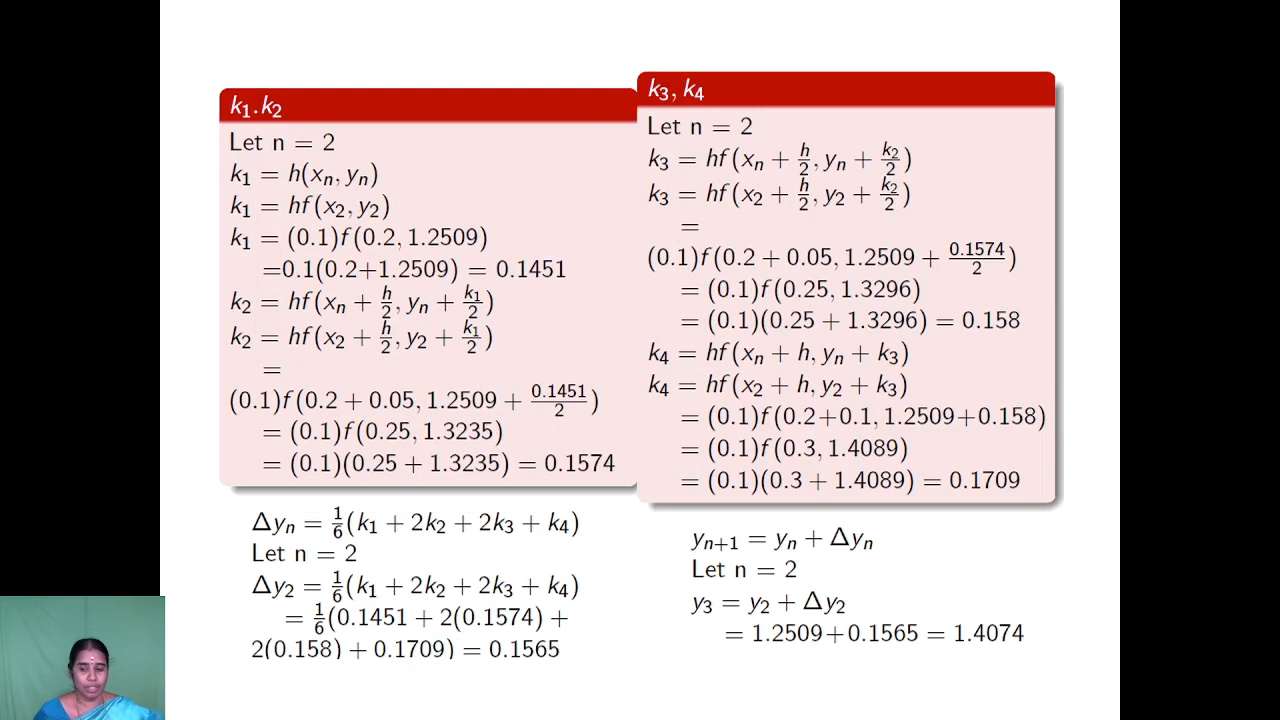 k₁.k₂
Let n = 2
k₁ = h(xₙ, yₙ)
k₁ = hf(x₂, y₂)
k₁ = (0.1)f(0.2, 1.2509)
=0.1(0.2+1.2509) = 0.1451
k₂ = hf(xₙ + h/2, yₙ + k₁/2)
k₂ = hf(x₂ + h/2, y₂ + k₁/2)
=
(0.1)f(0.2 + 0.05, 1.2509 + 0.1451/2)
= (0.1)f(0.25, 1.3235)
= (0.1)(0.25 + 1.3235) = 0.1574
k₃, k₄
Let n = 2
k₃ = hf(xₙ + h/2, yₙ + k₂/2)
k₃ = hf(x₂ + h/2, y₂ + k₂/2)
=
(0.1)f(0.2 + 0.05, 1.2509 + 0.1574/2)
= (0.1)f(0.25, 1.3296)
= (0.1)(0.25 + 1.3296) = 0.158
k₄ = hf(xₙ + h, yₙ + k₃)
k₄ = hf(x₂ + h, y₂ + k₃)
= (0.1)f(0.2+0.1, 1.2509+0.158)
= (0.1)f(0.3, 1.4089)
= (0.1)(0.3 + 1.4089) = 0.1709
Δyₙ = 1/6(k₁ + 2k₂ + 2k₃ + k₄)
Let n = 2
Δy₂ = 1/6(k₁ + 2k₂ + 2k₃ + k₄)
= 1/6(0.1451 + 2(0.1574) +
2(0.158) + 0.1709) = 0.1565
yₙ₊₁ = yₙ + Δyₙ
Let n = 2
y₃ = y₂ + Δy₂
= 1.2509+0.1565 = 1.4074